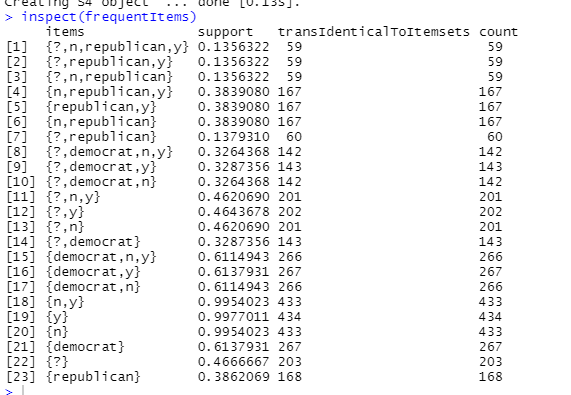 Creating S4 object ... done [0.13s].
> inspect(frequentItems)
items support transIdenticalToItemsets count
[1] {?,n,republican,y} 0.1356322 59 59
[2] {?,republican,y} 0.1356322 59 59
[3] {?,n,republican} 0.1356322 59 59
[4] {n,republican,y} 0.3839080 167 167
[5] {republican,y} 0.3839080 167 167
[6] {n,republican} 0.3839080 167 167
[7] {?,republican} 0.1379310 60 60
[8] {?,democrat,n,y} 0.3264368 142 142
[9] {?,democrat,y} 0.3287356 143 143
[10] {?,democrat,n} 0.3264368 142 142
[11] {?,n,y} 0.4620690 201 201
[12] {?,y} 0.4643678 202 202
[13] {?,n} 0.4620690 201 201
[14] {?,democrat} 0.3287356 143 143
[15] {democrat,n,y} 0.6114943 266 266
[16] {democrat,y} 0.6137931 267 267
[17] {democrat,n} 0.6114943 266 266
[18] {n,y} 0.9954023 433 433
[19] {y} 0.9977011 434 434
[20] {n} 0.9954023 433 433
[21] {democrat} 0.6137931 267 267
[22] {?} 0.4666667 203 203
[23] {republican} 0.3862069 168 168
>